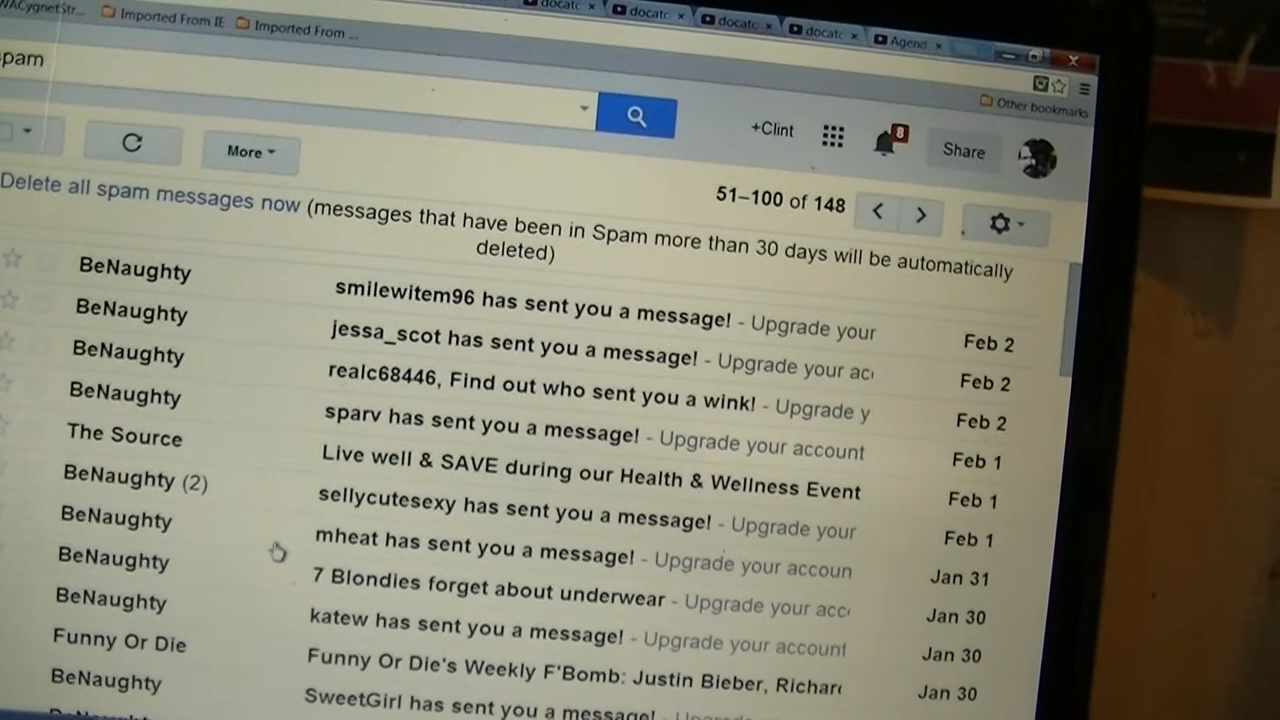 docatc × docatc × docatc × docatc × Agend ×
Imported From IE Imported From ...
Other bookmarks
pam
+Clint 8 Share
More
51–100 of 148
Delete all spam messages now (messages that have been in Spam more than 30 days will be automatically
deleted)
BeNaughty smilewitem96 has sent you a message! - Upgrade your Feb 2
BeNaughty jessa_scot has sent you a message! - Upgrade your acc Feb 2
BeNaughty realc68446, Find out who sent you a wink! - Upgrade y Feb 2
BeNaughty sparv has sent you a message! - Upgrade your account Feb 1
The Source Live well & SAVE during our Health & Wellness Event Feb 1
BeNaughty (2) sellycutesexy has sent you a message! - Upgrade your Feb 1
BeNaughty mheat has sent you a message! - Upgrade your accoun Jan 31
BeNaughty 7 Blondies forget about underwear - Upgrade your acc Jan 30
BeNaughty katew has sent you a message! - Upgrade your account Jan 30
Funny Or Die Funny Or Die's Weekly F'Bomb: Justin Bieber, Richar Jan 30
BeNaughty SweetGirl has sent you a message!